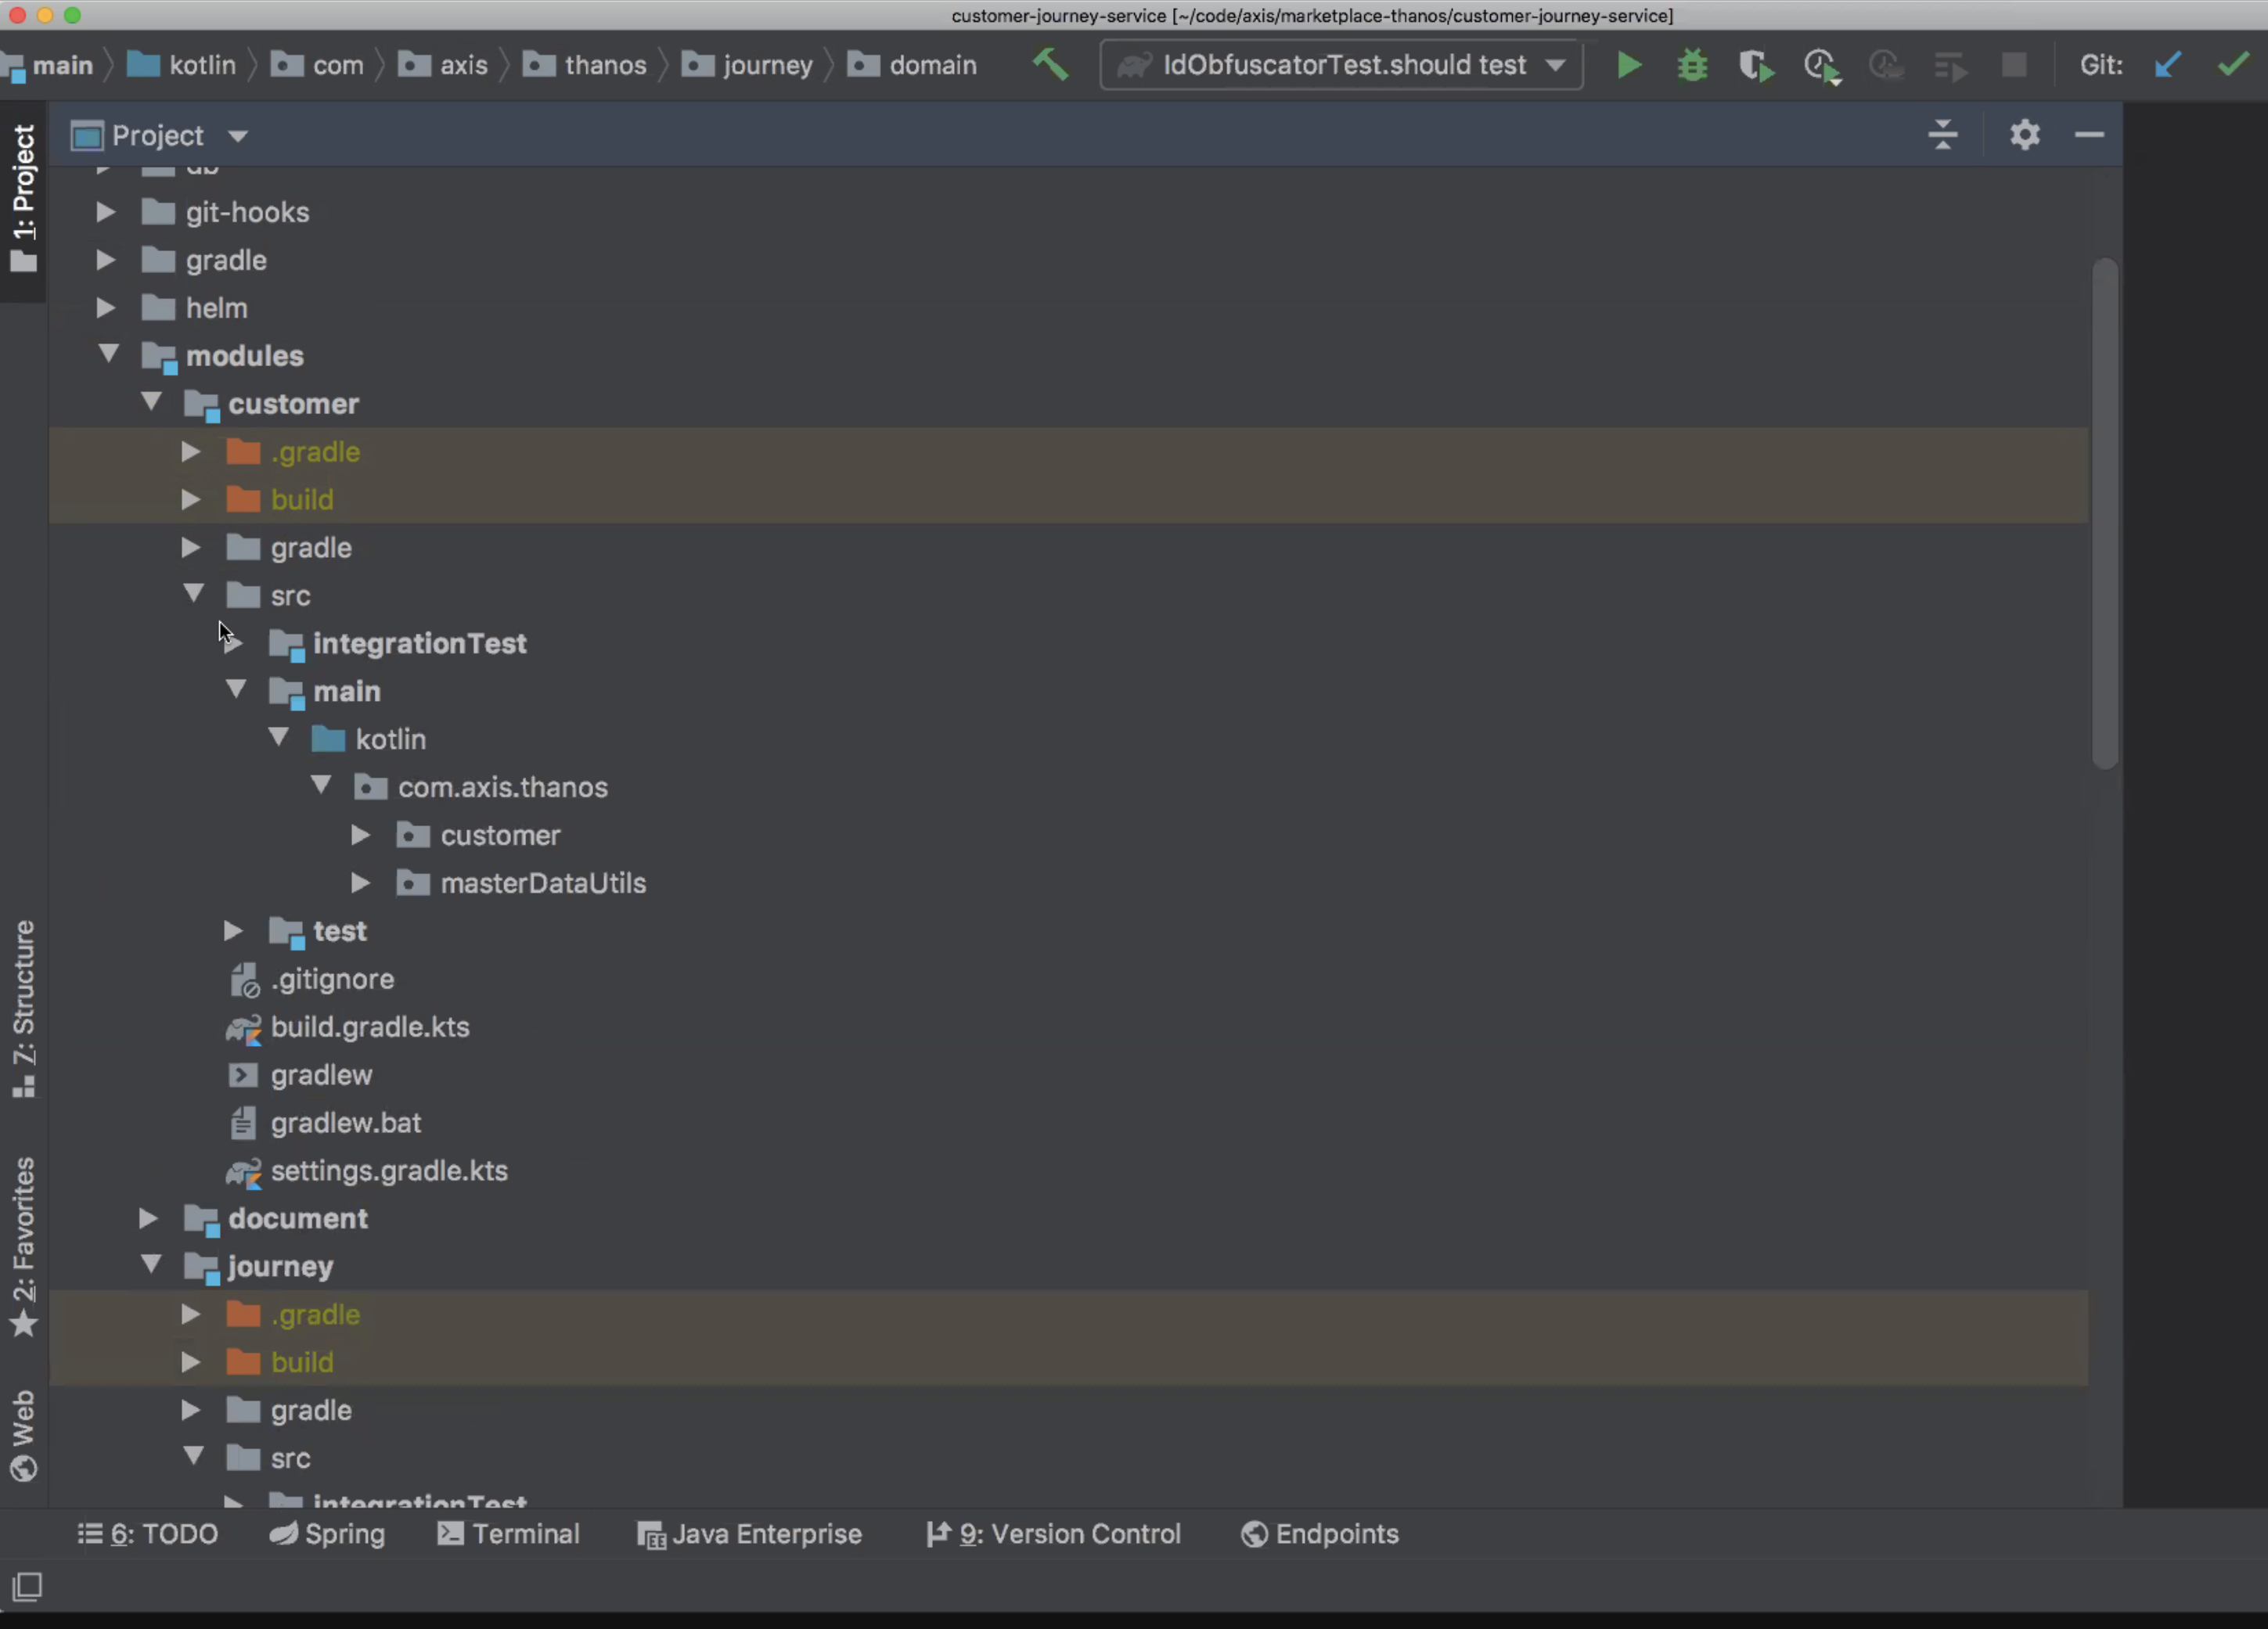 customer-journey-service [~/code/axis/marketplace-thanos/customer-journey-service]
main kotlin com axis thanos journey domain IdObfuscatorTest.should test Git:
1: Project
Project
db
git-hooks
gradle
helm
modules
customer
.gradle
build
gradle
src
integrationTest
main
kotlin
com.axis.thanos
customer
masterDataUtils
test
.gitignore
build.gradle.kts
gradlew
gradlew.bat
settings.gradle.kts
document
journey
.gradle
build
gradle
src
integrationTest
Z: Structure
2: Favorites
Web
6: TODO Spring Terminal Java Enterprise 9: Version Control Endpoints